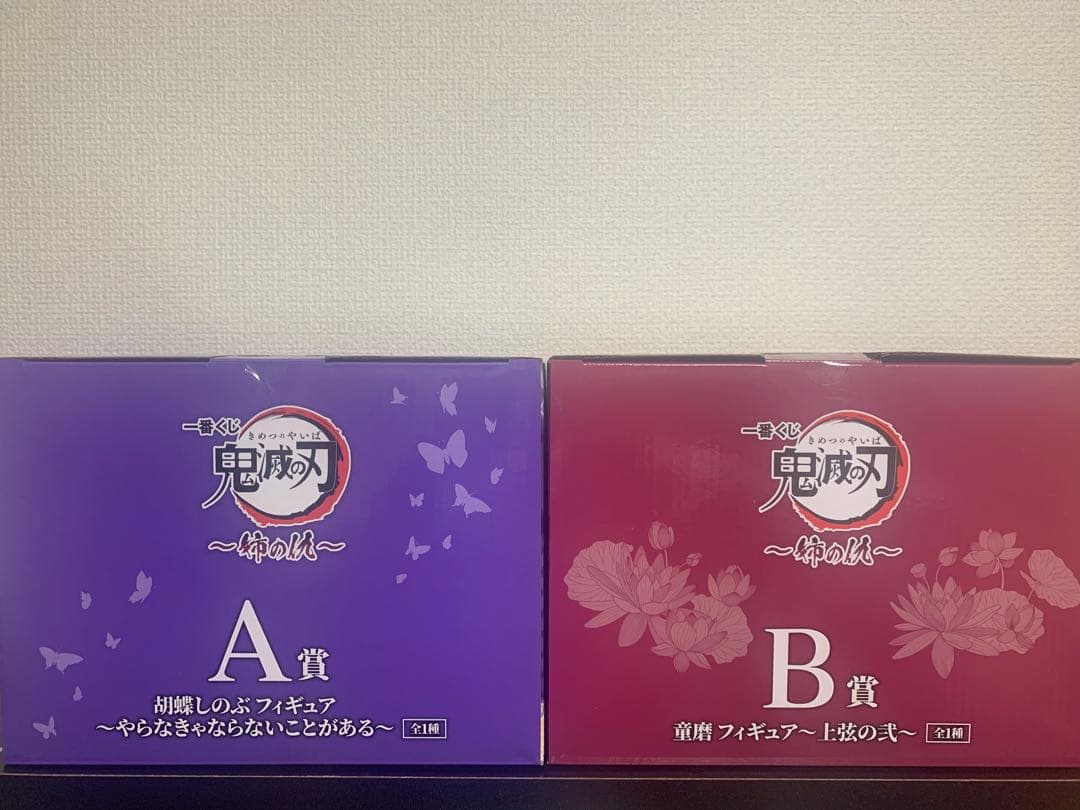 一番くじ
きめつのやいば
鬼滅の刃
～姉の仇～
A賞
胡蝶しのぶ フィギュア
～やらなきゃならないことがある～ 全1種
一番くじ
きめつのやいば
鬼滅の刃
～姉の仇～
B賞
童磨 フィギュア～上弦の弐～ 全1種